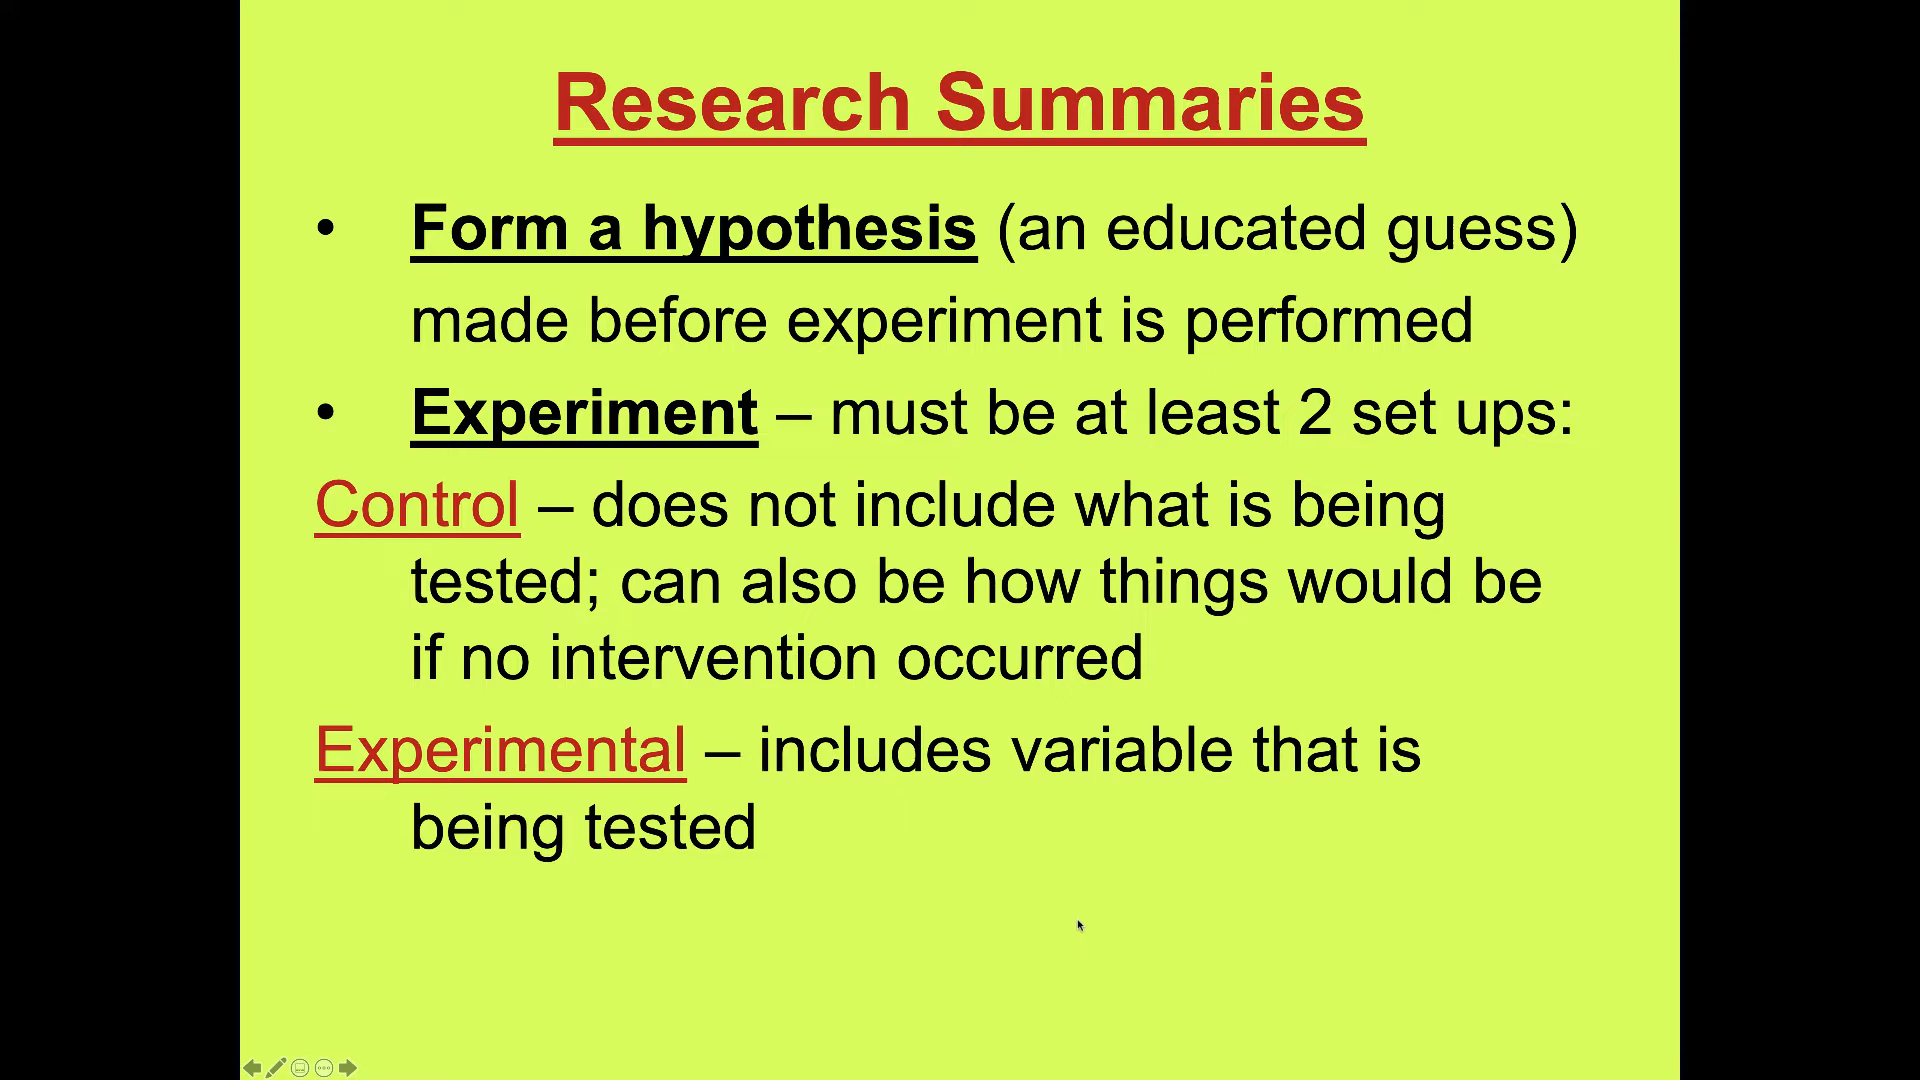 Research Summaries
• Form a hypothesis (an educated guess)
made before experiment is performed
• Experiment – must be at least 2 set ups:
Control – does not include what is being
tested; can also be how things would be
if no intervention occurred
Experimental – includes variable that is
being tested